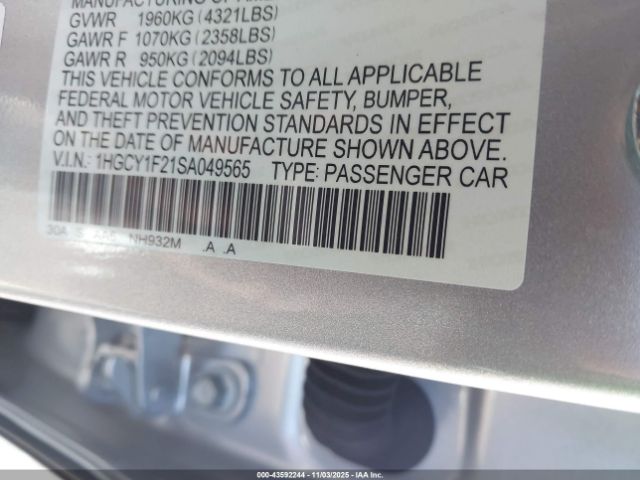 GVWR 1960KG (4321LBS)
GAWR F 1070KG (2358LBS)
GAWR R 950KG (2094LBS)
THIS VEHICLE CONFORMS TO ALL APPLICABLE
FEDERAL MOTOR VEHICLE SAFETY, BUMPER,
AND THEFT PREVENTION STANDARDS IN EFFECT
ON THE DATE OF MANUFACTURE SHOWN ABOVE.
V.I.N.: 1HGCY1F21SA049565 TYPE: PASSENGER CAR
30A NH932M .A .A
000-43592244 - 11/03/2025 - IAA Inc.